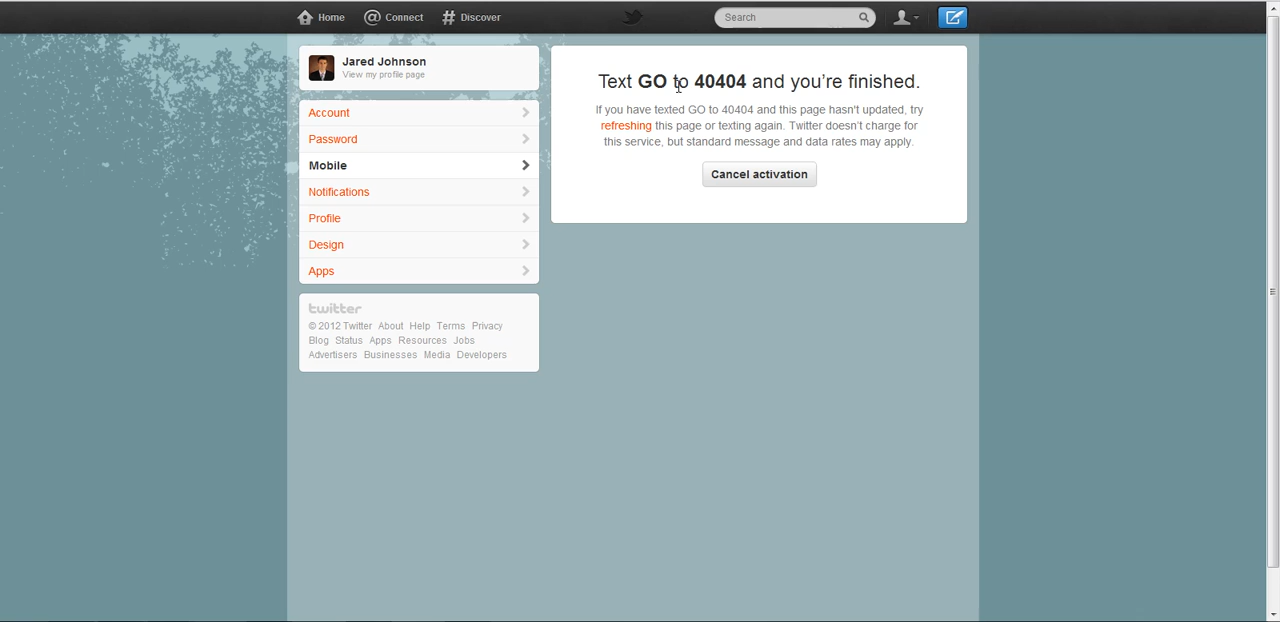 Home Connect Discover Search
Jared Johnson
View my profile page
Account
Password
Mobile
Notifications
Profile
Design
Apps
twitter
© 2012 Twitter About Help Terms Privacy
Blog Status Apps Resources Jobs
Advertisers Businesses Media Developers
Text GO to 40404 and you’re finished.
If you have texted GO to 40404 and this page hasn't updated, try
refreshing this page or texting again. Twitter doesn’t charge for
this service, but standard message and data rates may apply.
Cancel activation